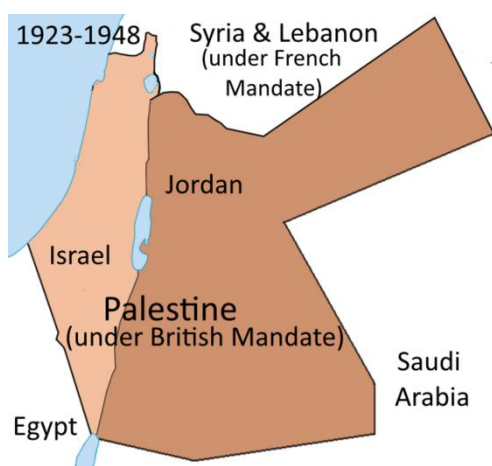 1923-1948
Syria & Lebanon
(under French
Mandate)
Jordan
Israel
Palestine
(under British Mandate)
Saudi
Arabia
Egypt